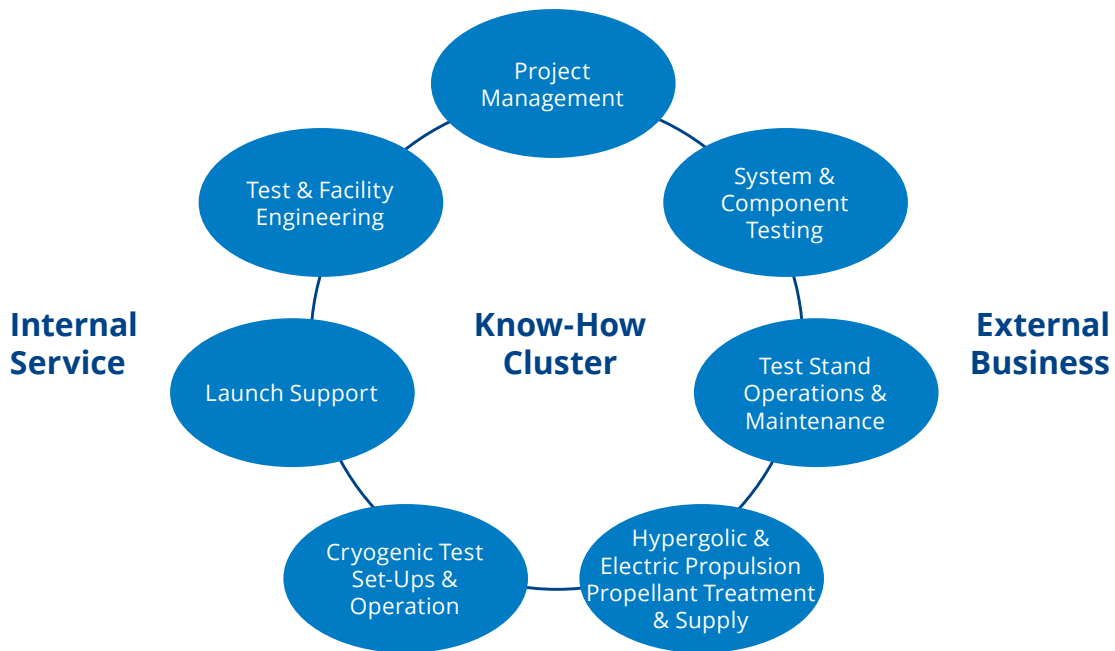 Project
Management
Test & Facility
Engineering
System &
Component
Testing
Internal
Service
Know-How
Cluster
External
Business
Launch Support
Test Stand
Operations &
Maintenance
Cryogenic Test
Set-Ups &
Operation
Hypergolic &
Electric Propulsion
Propellant Treatment
& Supply